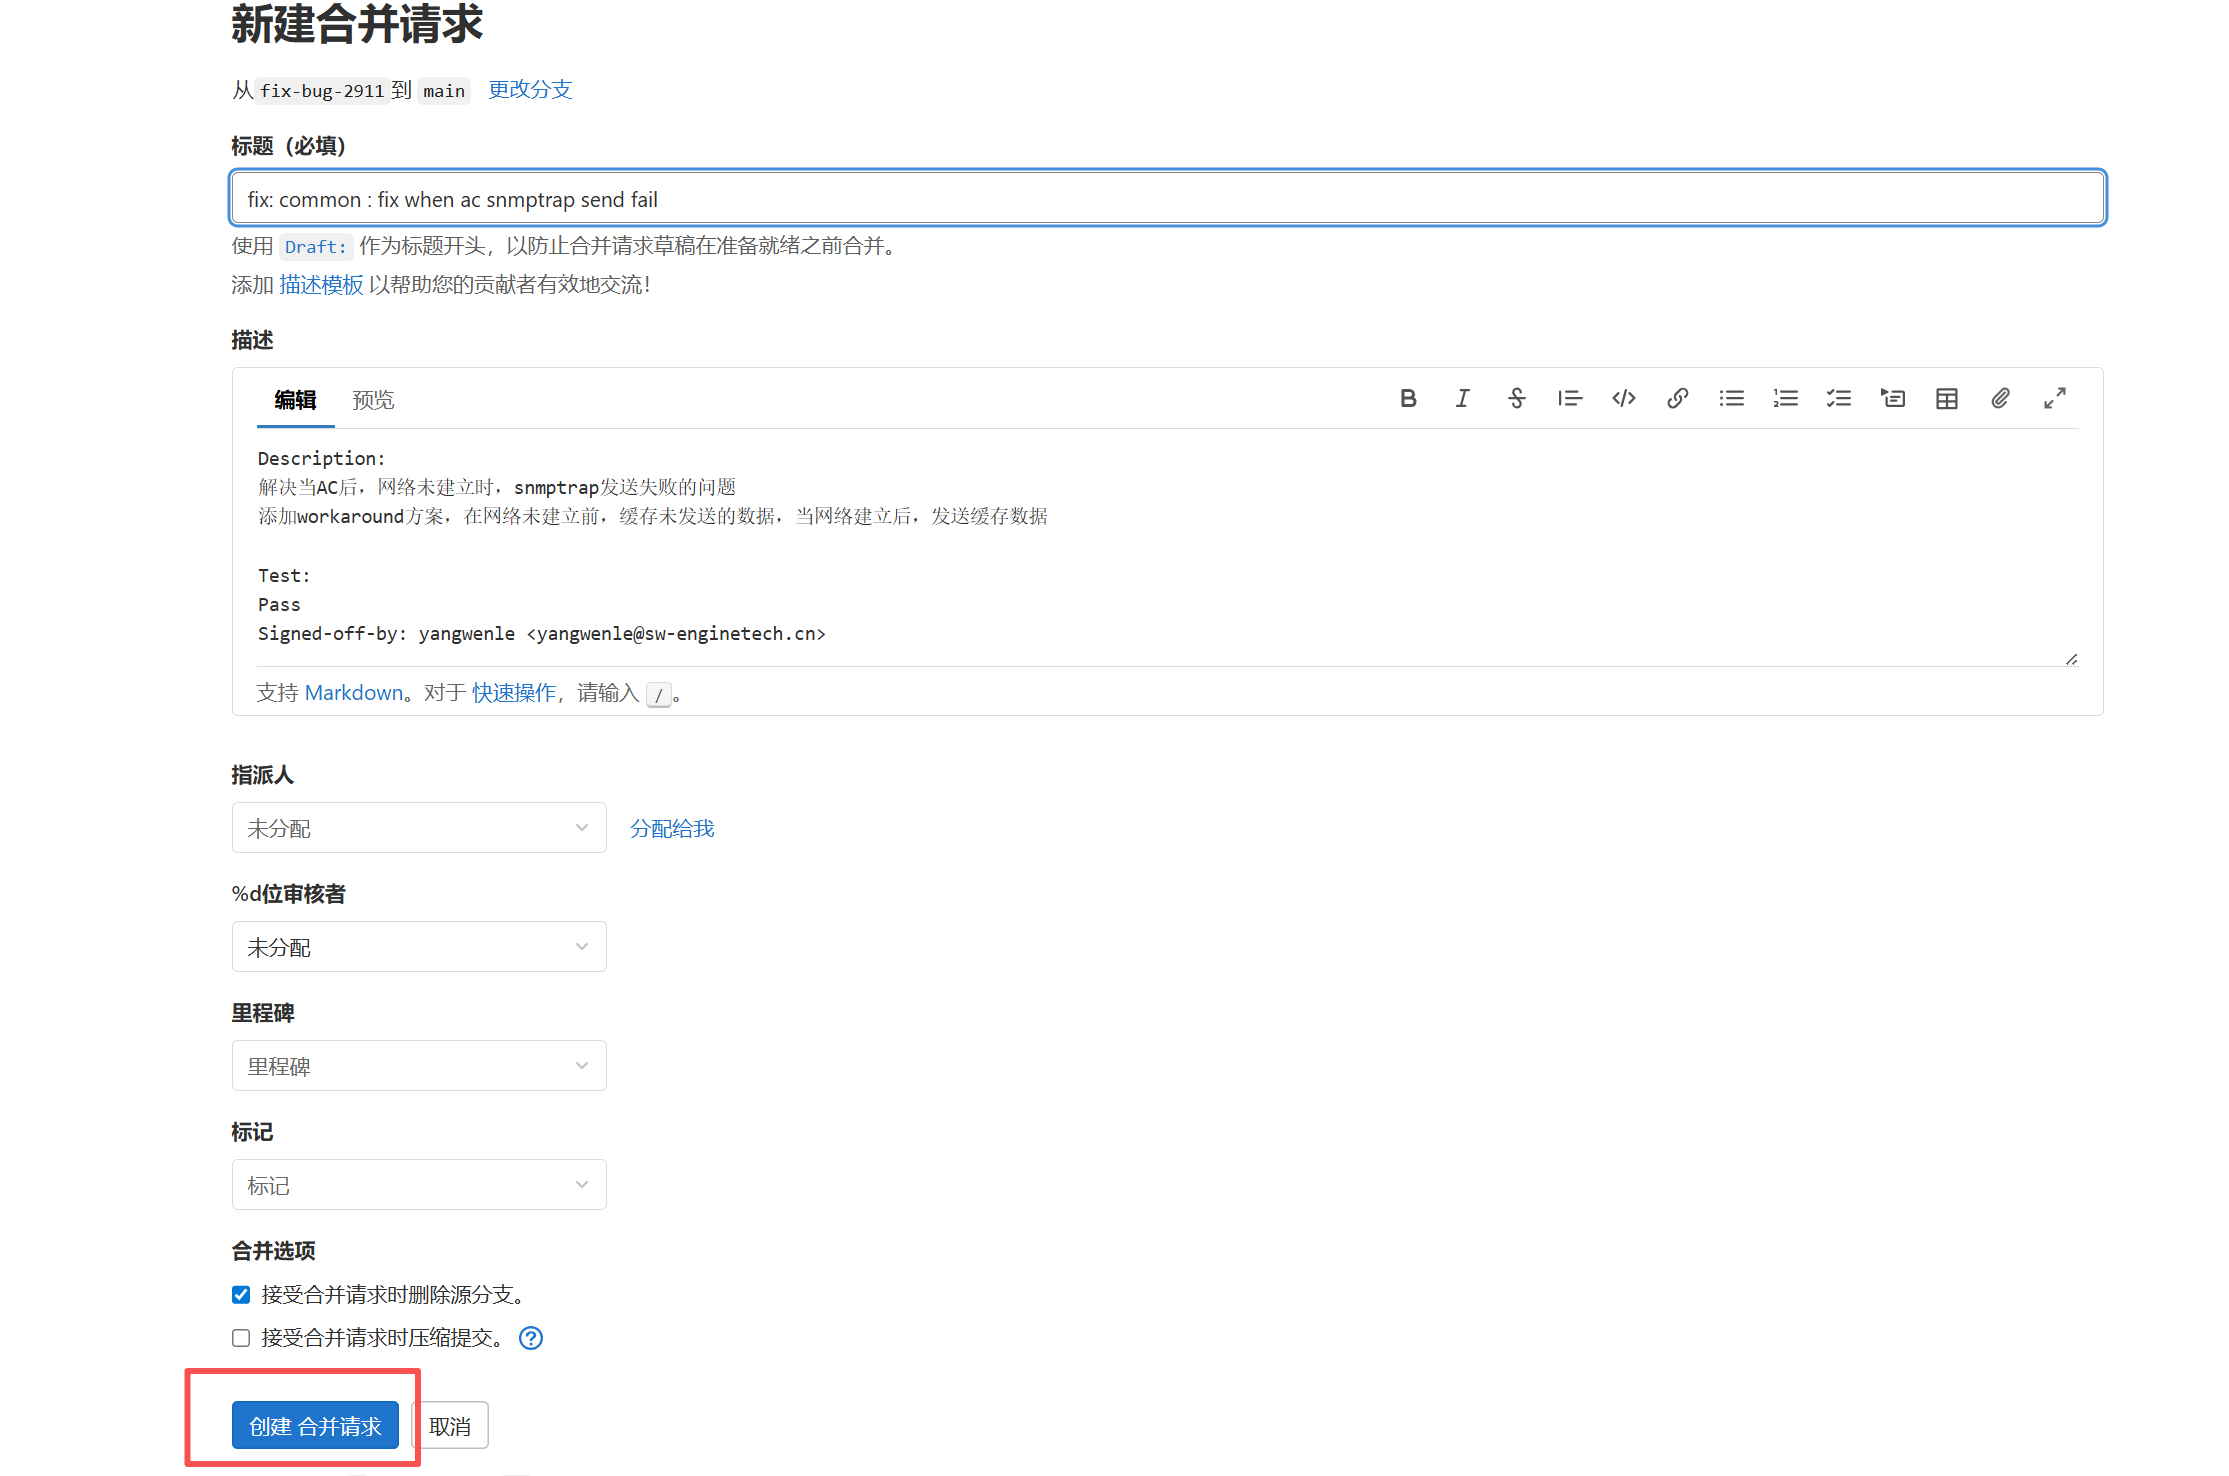 新建合并请求
从 fix-bug-2911 到 main 更改分支
标题（必填）
fix: common : fix when ac snmptrap send fail
使用 Draft: 作为标题开头，以防止合并请求草稿在准备就绪之前合并。
添加 描述模板 以帮助您的贡献者有效地交流！
描述
编辑 预览
Description:
解决当AC后，网络未建立时，snmptrap发送失败的问题
添加workaround方案，在网络未建立前，缓存未发送的数据，当网络建立后，发送缓存数据
Test:
Pass
Signed-off-by: yangwenle <yangwenle@sw-enginetech.cn>
支持 Markdown。对于 快速操作，请输入 /。
指派人
未分配 分配给我
%d位审核者
未分配
里程碑
里程碑
标记
标记
合并选项
接受合并请求时删除源分支。
接受合并请求时压缩提交。
创建 合并请求 取消